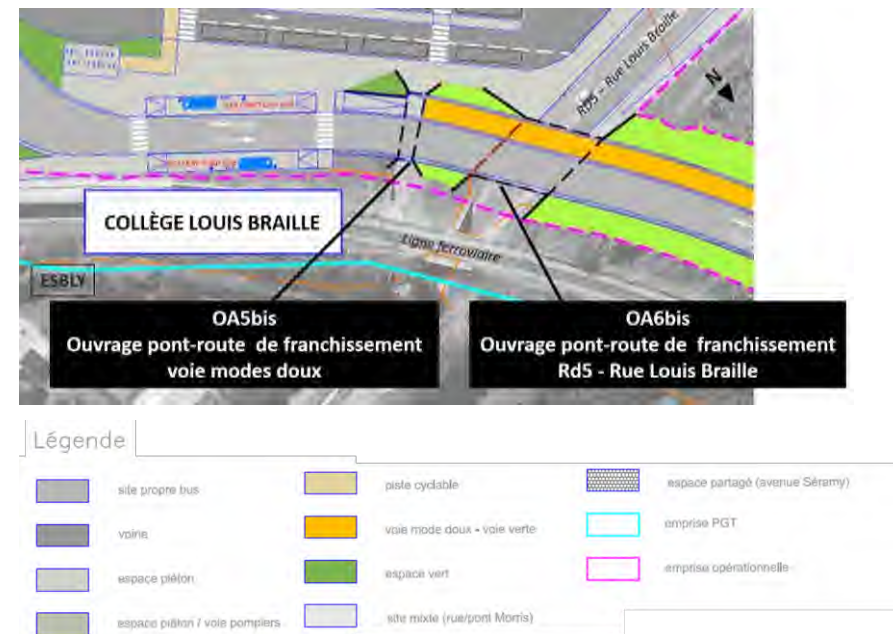 Rd5 – Rue Louis Braille
N
COLLÈGE LOUIS BRAILLE
Ligne ferroviaire
ESBLY
OA5bis
Ouvrage pont-route de franchissement
voie modes doux
OA6bis
Ouvrage pont-route de franchissement
Rd5 - Rue Louis Braille
Légende
site propre bus
voirie
espace piéton
espace piéton / voie pompiers
piste cyclable
voie mode doux - voie verte
espace vert
site mixte (rue/pont Morris)
espace partagé (avenue Séramy)
emprise PGT
emprise opérationnelle